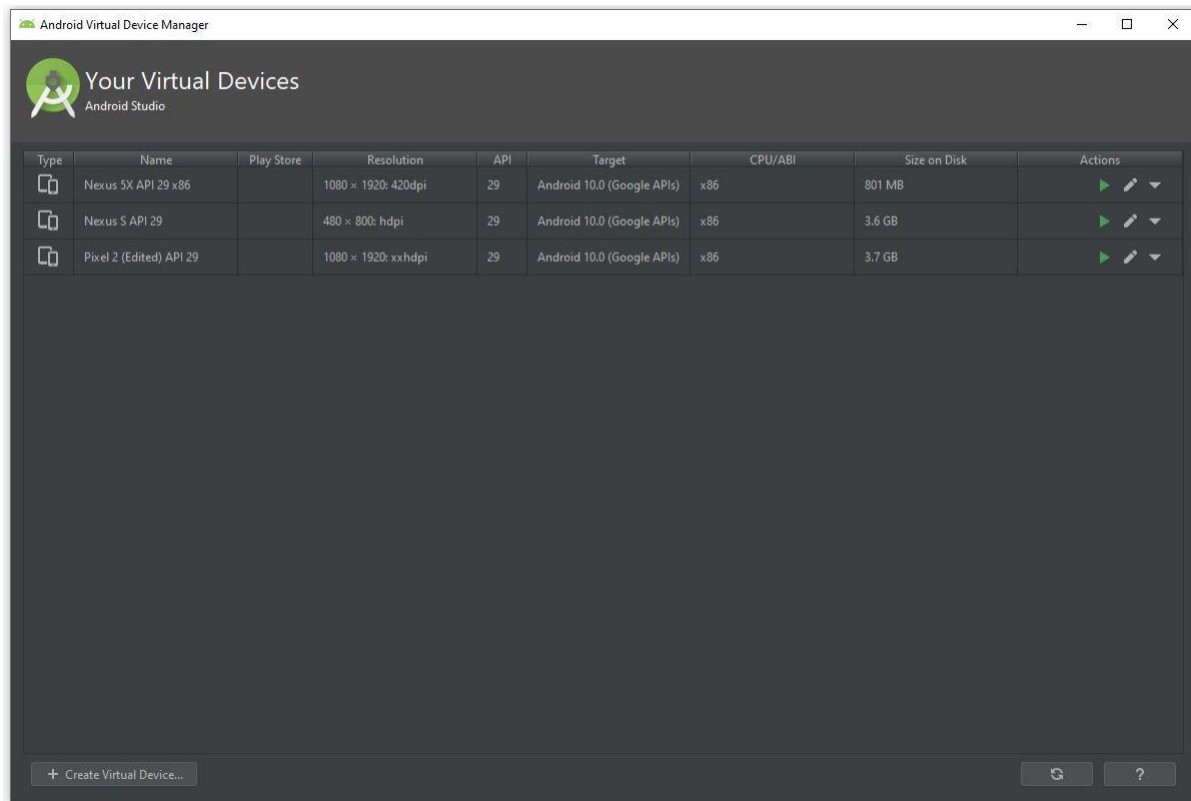 Android Virtual Device Manager
Your Virtual Devices
Android Studio
Type Name Play Store Resolution API Target CPU/ABI Size on Disk Actions
Nexus 5X API 29 x86 1080 × 1920: 420dpi 29 Android 10.0 (Google APIs) x86 801 MB
Nexus S API 29 480 × 800: hdpi 29 Android 10.0 (Google APIs) x86 3.6 GB
Pixel 2 (Edited) API 29 1080 × 1920: xxhdpi 29 Android 10.0 (Google APIs) x86 3.7 GB
+ Create Virtual Device... ?